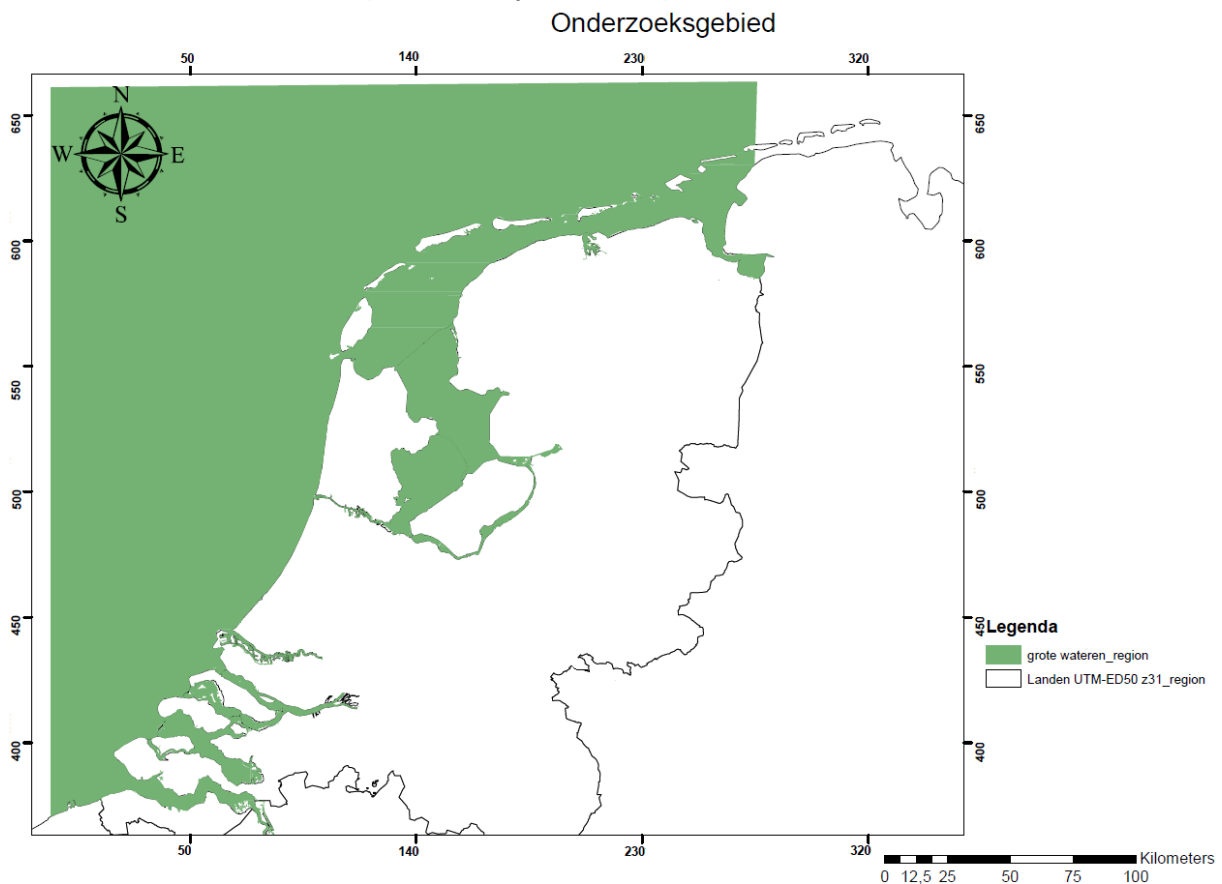 Onderzoeksgebied
50 140 230 320
N
W E
S
650 650
600 600
550 550
500 500
450 450
400 400
50 140 230 320
Legenda
grote wateren_region
Landen UTM-ED50 z31_region
Kilometers
0 12,5 25 50 75 100